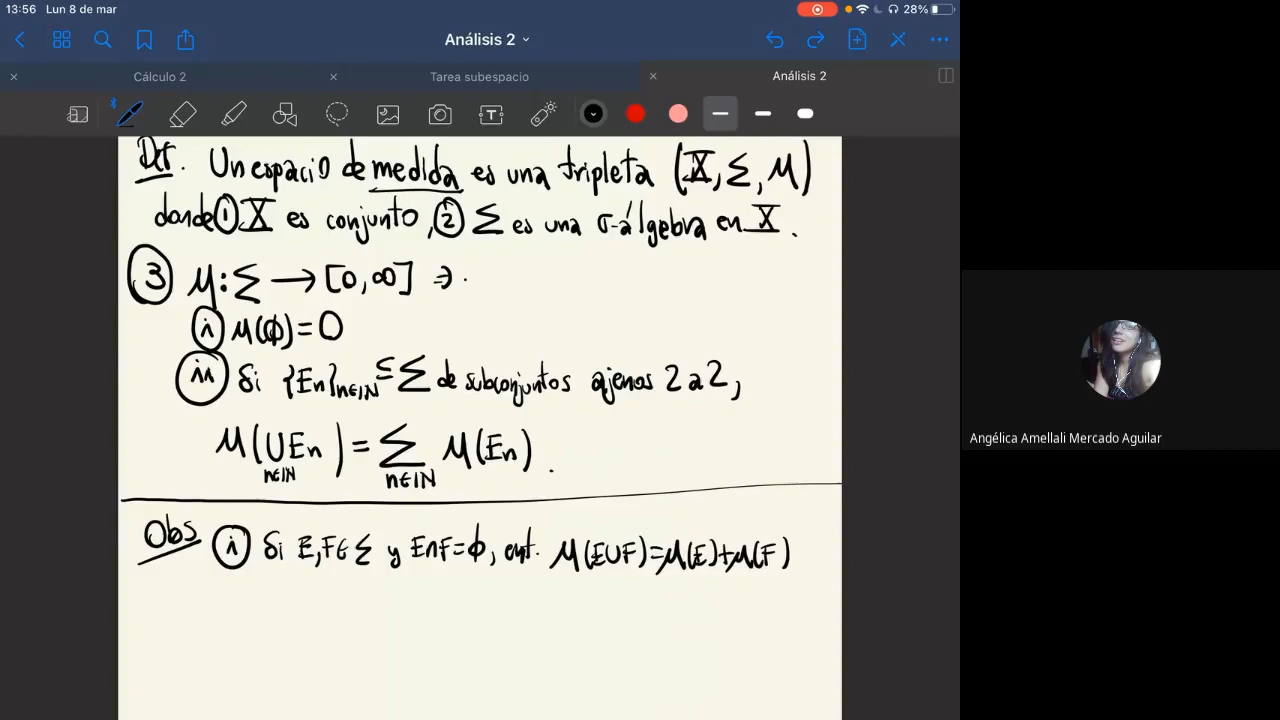 13:56 Lun 8 de mar 28%
Análisis 2
Cálculo 2 Tarea subespacio Análisis 2
Def. Un espacio de medida es una tripleta (X, Σ, μ)
donde ① X es conjunto, ② Σ es una σ-álgebra en X.
③ μ: Σ → [0, ∞] ∋.
ⓘ μ(∅) = 0
ⓘⓘ Si {En}n∈ℕ ⊆ Σ de subconjuntos ajenos 2 a 2,
μ(∪ En) = Σ μ(En).
n∈ℕ n∈ℕ
Obs ⓘ Si E, F ∈ Σ y E∩F = ∅, ent. μ(E∪F) = μ(E) + μ(F)
Angélica Amellali Mercado Aguilar